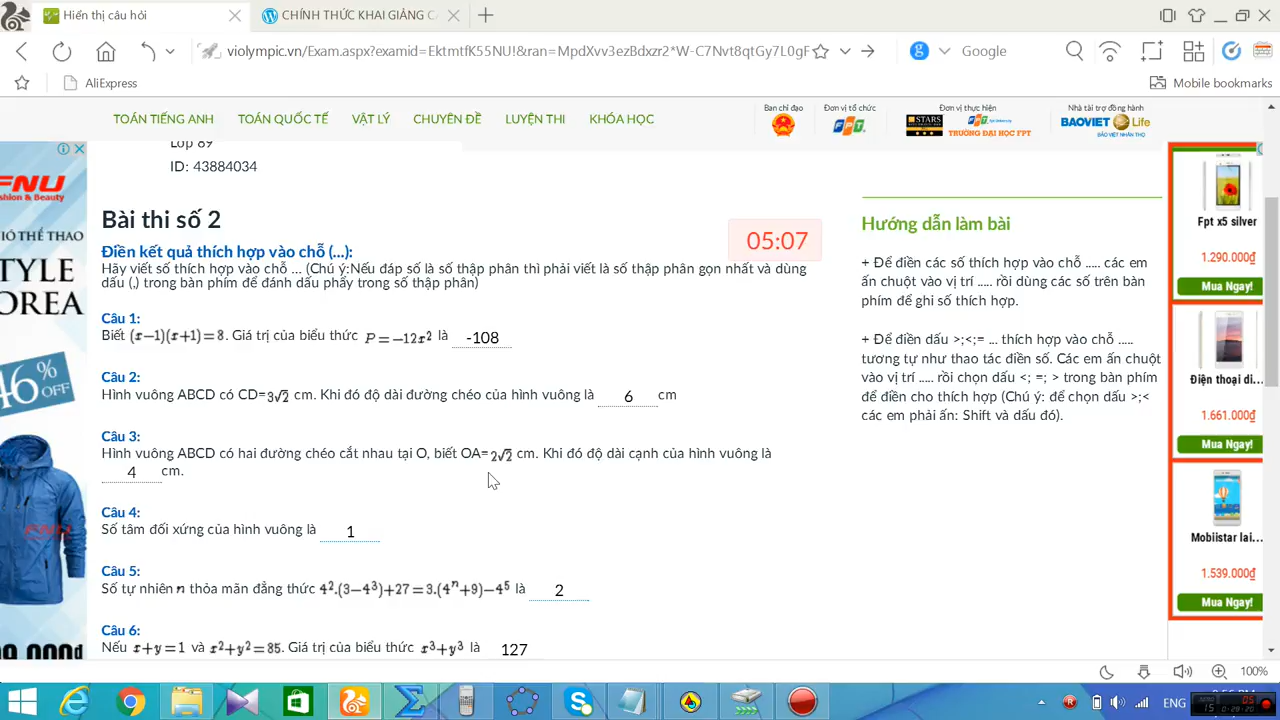 Hiển thị câu hỏi
CHÍNH THỨC KHAI GIẢNG C
violympic.vn/Exam.aspx?examid=EktmtfK55NU!&ran=MpdXvv3ezBdxzr2*W-C7Nvt8qtGy7L0gF
Google
AliExpress
Mobile bookmarks
TOÁN TIẾNG ANH
TOÁN QUỐC TẾ
VẬT LÝ
CHUYÊN ĐỀ
LUYỆN THI
KHÓA HỌC
Ban chỉ đạo
Đơn vị tổ chức
FPT
Đơn vị thực hiện
STARS
TRƯỜNG ĐẠI HỌC FPT
Nhà tài trợ đồng hành
BAOVIET Life
BẢO VIỆT NHÂN THỌ
Lớp 89
ID: 43884034
FNU
shion & Beauty
IÓ THỂ THAO
TYLE
OREA
46% OFF
Bài thi số 2
05:07
Điền kết quả thích hợp vào chỗ (...):
Hãy viết số thích hợp vào chỗ ... (Chú ý:Nếu đáp số là số thập phân thì phải viết là số thập phân gọn nhất và dùng
dấu (,) trong bàn phím để đánh dấu phẩy trong số thập phân)
Câu 1:
Biết (x−1)(x+1)=8. Giá trị của biểu thức P=−12x² là -108
Câu 2:
Hình vuông ABCD có CD=3√2 cm. Khi đó độ dài đường chéo của hình vuông là 6 cm
Câu 3:
Hình vuông ABCD có hai đường chéo cắt nhau tại O, biết OA=2√2 cm. Khi đó độ dài cạnh của hình vuông là
4 cm.
Câu 4:
Số tâm đối xứng của hình vuông là 1
Câu 5:
Số tự nhiên n thỏa mãn đẳng thức 4².(3−4³)+27=3.(4ⁿ+9)−4⁵ là 2
Câu 6:
Nếu x+y=1 và x²+y²=85. Giá trị của biểu thức x³+y³ là 127
Hướng dẫn làm bài
+ Để điền các số thích hợp vào chỗ ..... các em
ấn chuột vào vị trí ..... rồi dùng các số trên bàn
phím để ghi số thích hợp.
+ Để điền dấu >;<;= ... thích hợp vào chỗ .....
tương tự như thao tác điền số. Các em ấn chuột
vào vị trí ..... rồi chọn dấu <; =; > trong bàn phím
để điền cho thích hợp (Chú ý: để chọn dấu >;<
các em phải ấn: Shift và dấu đó).
Fpt x5 silver
1.290.000₫
Mua Ngay!
Điện thoại di...
1.661.000₫
Mua Ngay!
Mobiistar lai...
1.539.000₫
Mua Ngay!
100%
ENG